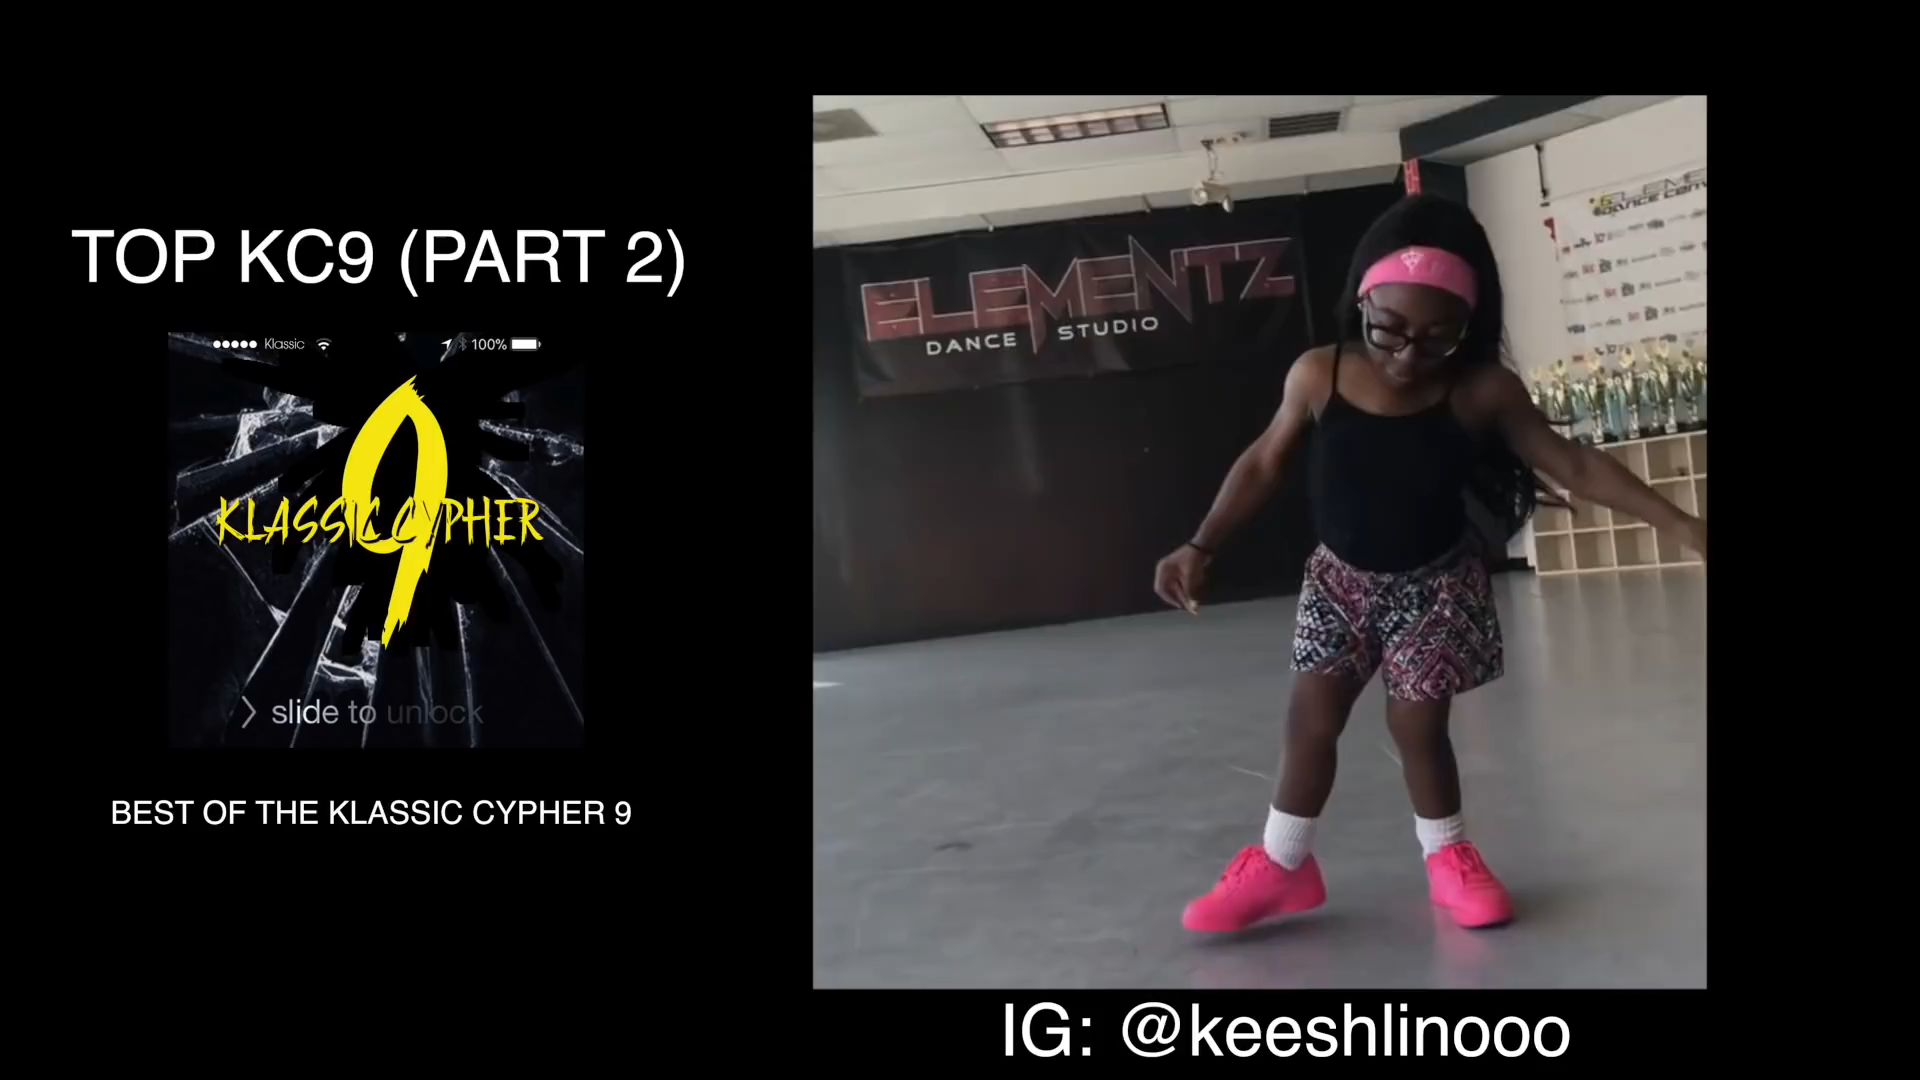 TOP KC9 (PART 2)
Klassic
100%
9
KLASSIC CYPHER
slide to unlock
BEST OF THE KLASSIC CYPHER 9
ELEMENTZ
DANCE STUDIO
IG: @keeshlinooo